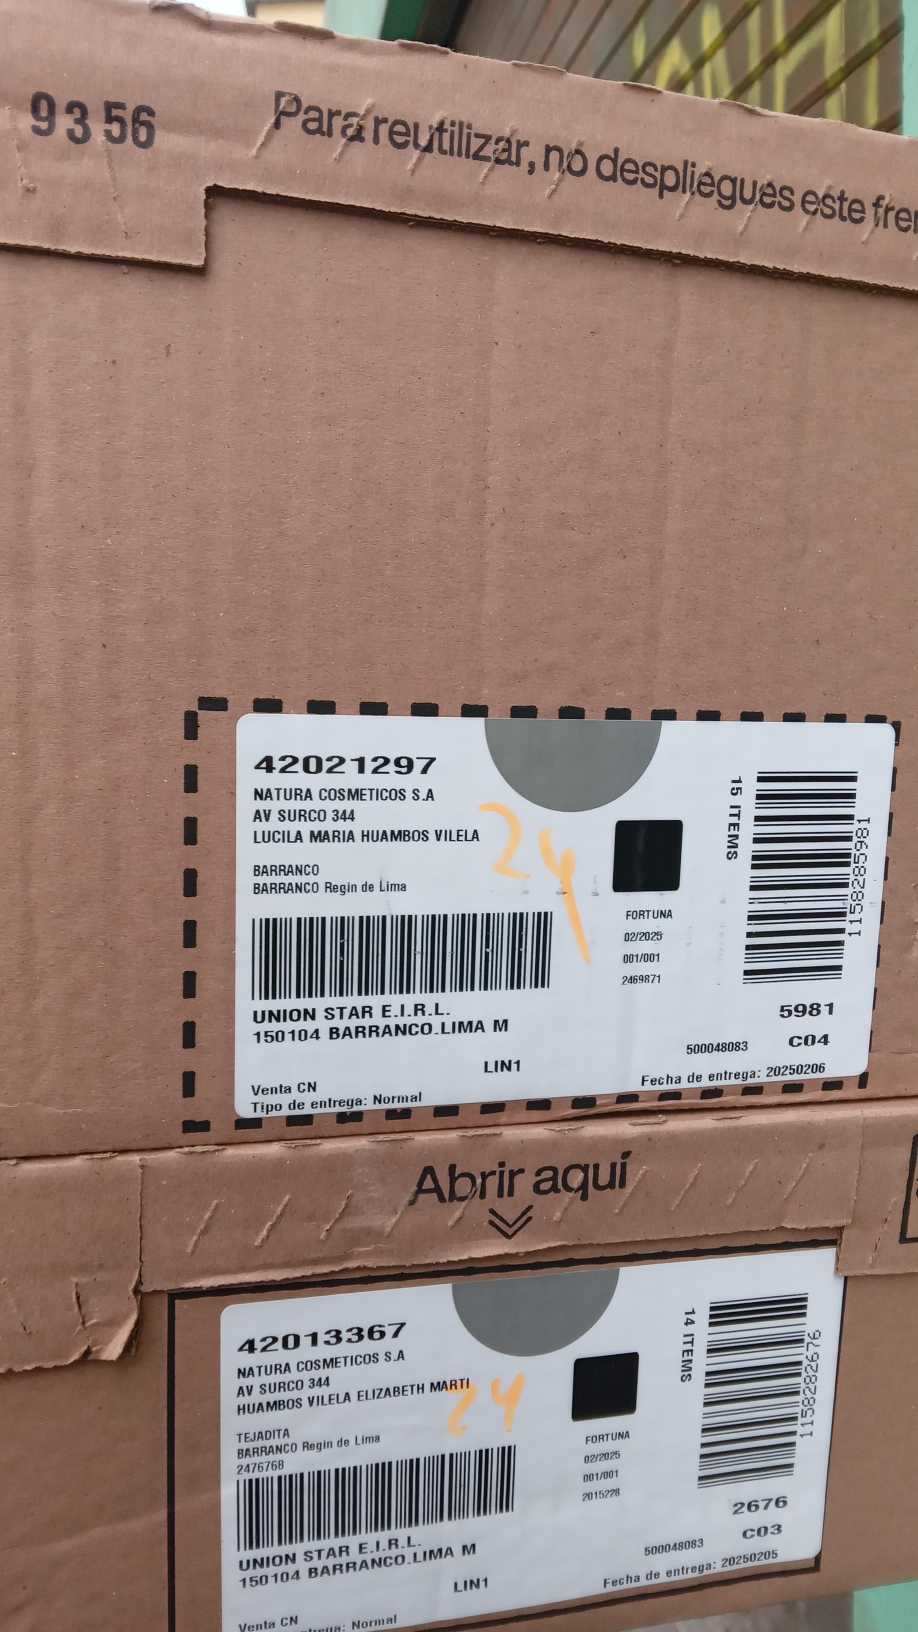 9356
Para reutilizar, no despliegues este
42021297
NATURA COSMETICOS S.A
AV SURCO 344
LUCILA MARIA HUAMBOS VILELA
24
BARRANCO
BARRANCO Regin de Lima
15 ITEMS
11582285981
FORTUNA
02/2025
001/001
2469871
UNION STAR E.I.R.L.
150104 BARRANCO.LIMA M
5981
LIN1
500048083
C04
Venta CN
Tipo de entrega: Normal
Fecha de entrega: 20250206
Abrir aquí
42013367
NATURA COSMETICOS S.A
AV SURCO 344
HUAMBOS VILELA ELIZABETH MARTI
24
TEJADITA
BARRANCO Regin de Lima
2476768
14 ITEMS
1158282676
FORTUNA
02/2025
001/001
2015228
UNION STAR E.I.R.L.
150104 BARRANCO.LIMA M
2676
LIN1
500048083
C03
Venta CN
Normal
Fecha de entrega: 20250205